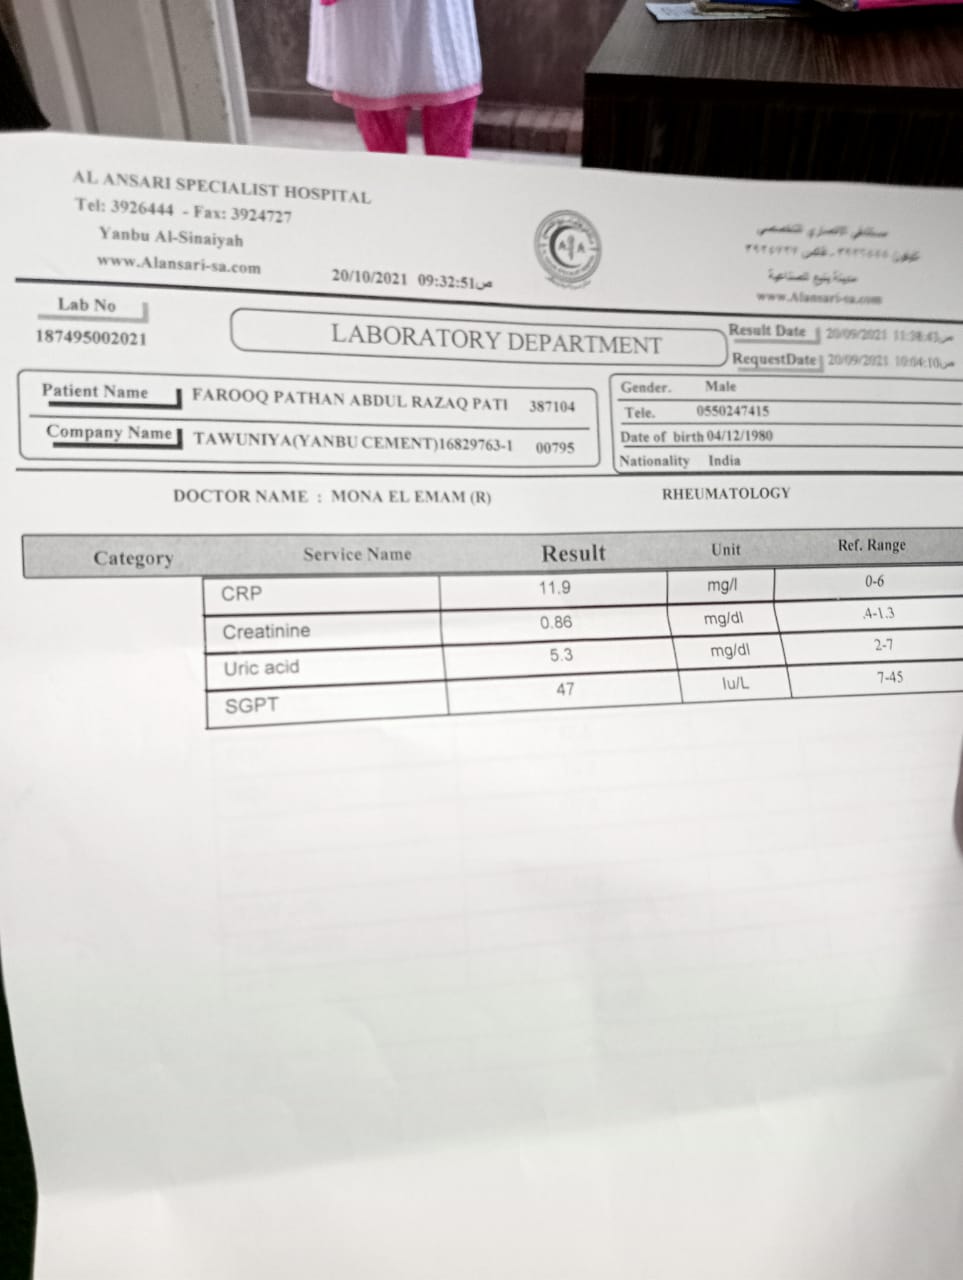 AL ANSARI SPECIALIST HOSPITAL
Tel: 3926444 - Fax: 3924727
Yanbu Al-Sinaiyah
www.Alansari-sa.com
20/10/2021 09:32:51ص
مستشفى الأنصاري التخصصي
مدينة ينبع الصناعية
www.Alansari-sa.com
Lab No
187495002021
LABORATORY DEPARTMENT
Result Date 20/09/2021 11:38:43ص
RequestDate 20/09/2021 10:04:10ص
Patient Name FAROOQ PATHAN ABDUL RAZAQ PATI 387104
Company Name TAWUNIYA(YANBU CEMENT)16829763-1 00795
Gender. Male
Tele. 0550247415
Date of birth 04/12/1980
Nationality India
DOCTOR NAME : MONA EL EMAM (R) RHEUMATOLOGY
Category Service Name Result Unit Ref. Range
CRP 11.9 mg/l 0-6
Creatinine 0.86 mg/dl .4-1.3
Uric acid 5.3 mg/dl 2-7
SGPT 47 Iu/L 7-45